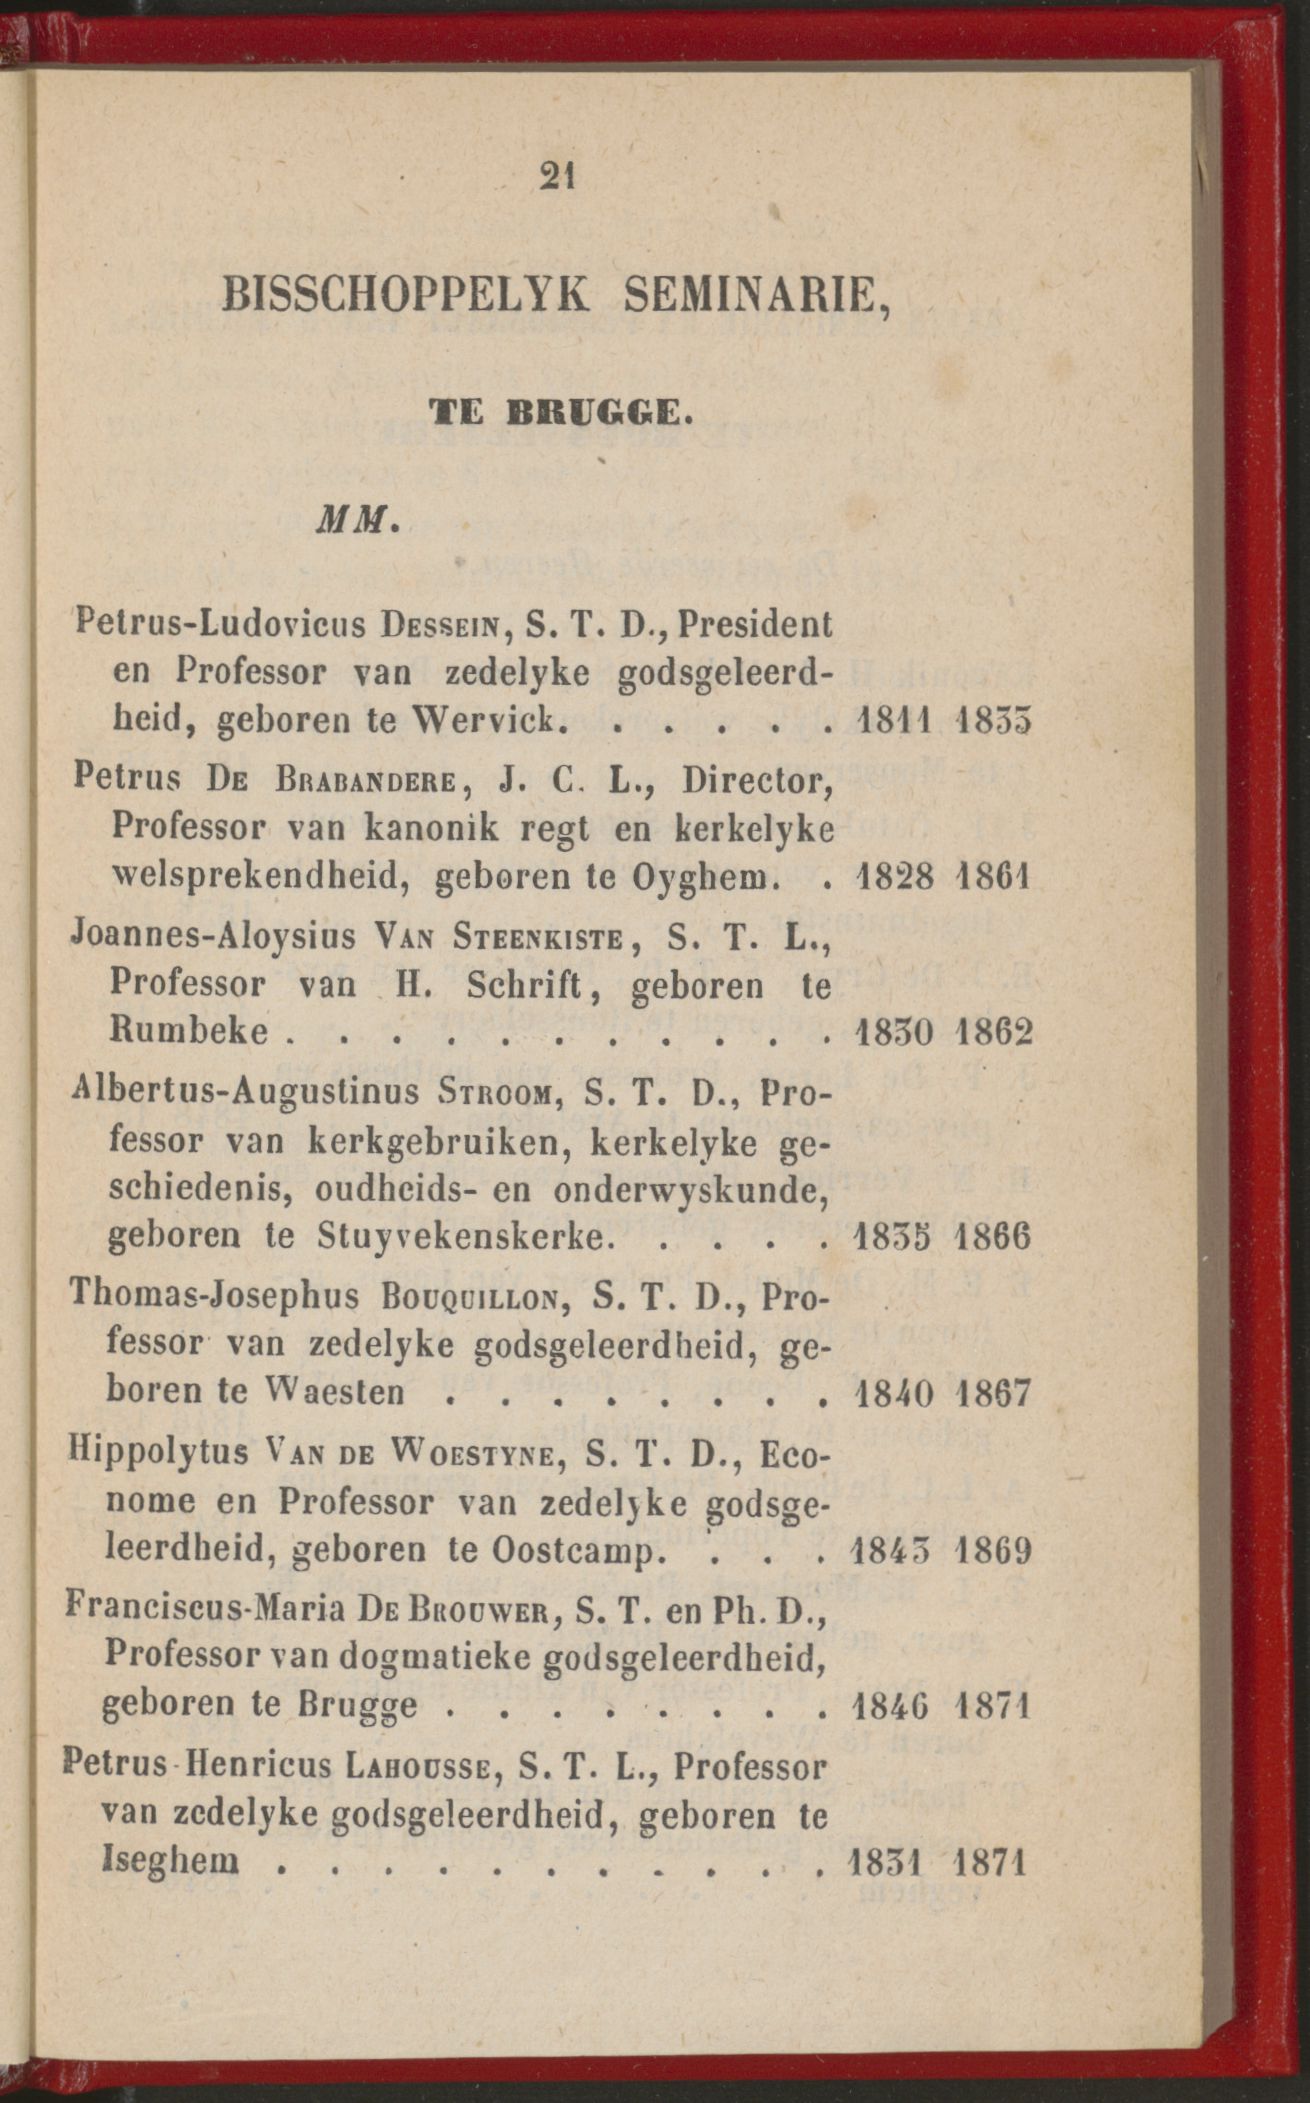 21
BISSCHOPPELYK SEMINARIE,
TE BRUGGE.
MM.
Petrus-Ludovicus DESSEIN, S. T. D., President
en Professor van zedelyke godsgeleerd-
heid, geboren te Wervick. . . . . . 1811 1833
Petrus DE BRABANDERE, J. C. L., Director,
Professor van kanonik regt en kerkelyke
welsprekendheid, geboren te Oyghem. . 1828 1861
Joannes-Aloysius VAN STEENKISTE, S. T. L.,
Professor van H. Schrift, geboren te
Rumbeke . . . . . . . . . . . 1830 1862
Albertus-Augustinus STROOM, S. T. D., Pro-
fessor van kerkgebruiken, kerkelyke ge-
schiedenis, oudheids- en onderwyskunde,
geboren te Stuyvekenskerke. . . . . 1835 1866
Thomas-Josephus BOUQUILLON, S. T. D., Pro-
fessor van zedelyke godsgeleerdheid, ge-
boren te Waesten . . . . . . . . 1840 1867
Hippolytus VAN DE WOESTYNE, S. T. D., Eco-
nome en Professor van zedelyke godsge-
leerdheid, geboren te Oostcamp. . . . 1843 1869
Franciscus-Maria DE BROUWER, S. T. en Ph. D.,
Professor van dogmatieke godsgeleerdheid,
geboren te Brugge . . . . . . . . 1846 1871
Petrus-Henricus LAHOUSSE, S. T. L., Professor
van zedelyke godsgeleerdheid, geboren te
Iseghem . . . . . . . . . . . 1831 1871